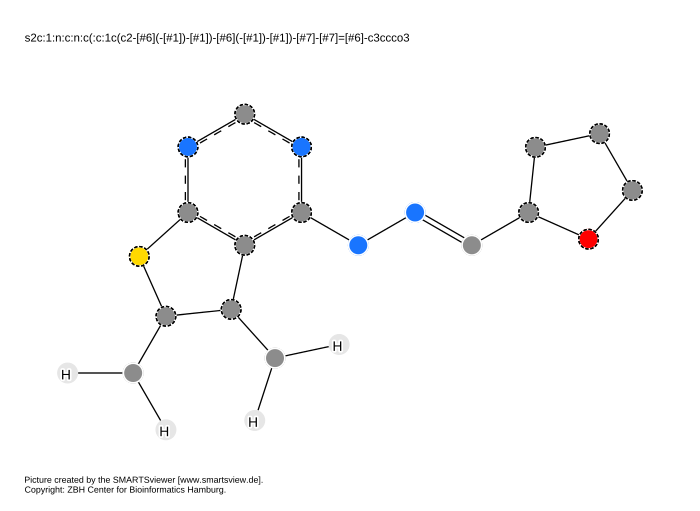 s2c:1:n:c:n:c(:c:1c(c2-[#6](-[#1])-[#1])-[#6](-[#1])-[#1])-[#7]-[#7]=[#6]-c3ccco3
H
H
H
H
Picture created by the SMARTSviewer [www.smartsview.de].
Copyright: ZBH Center for Bioinformatics Hamburg.